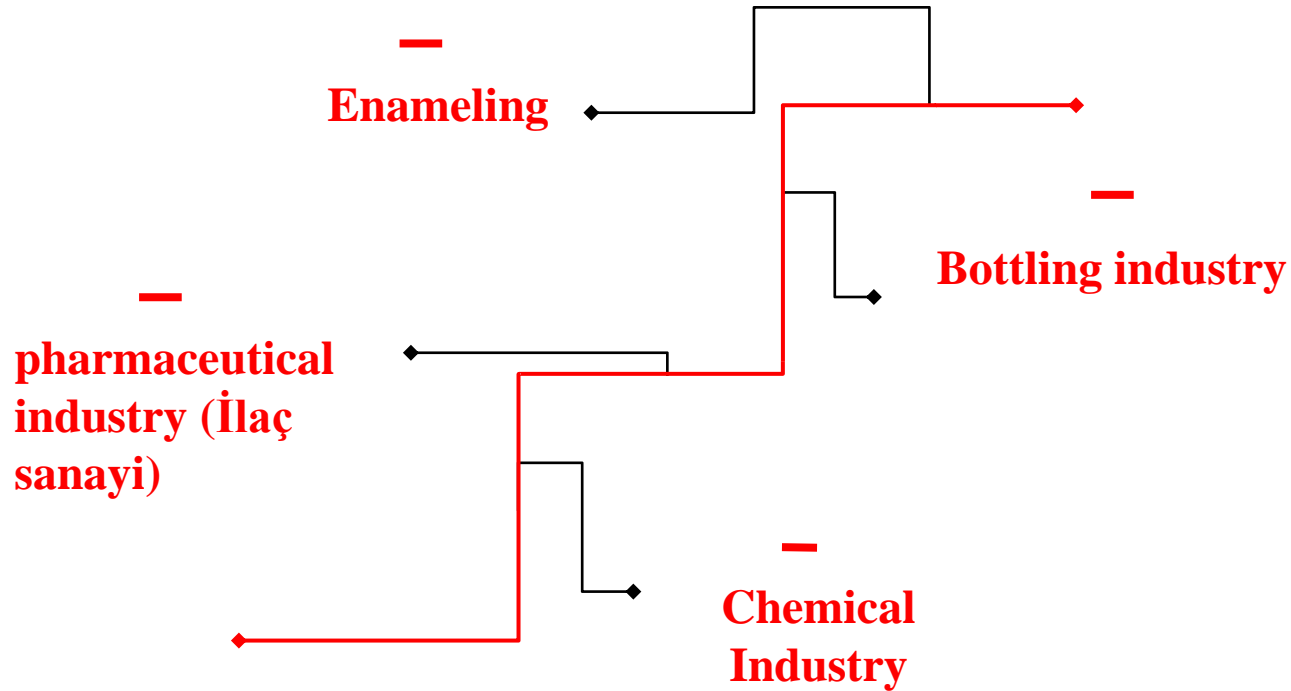 Enameling
Bottling industry
pharmaceutical
industry (İlaç
sanayi)
Chemical
Industry